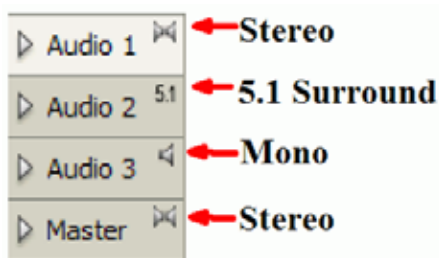 Audio 1 Stereo
Audio 2 5.1 5.1 Surround
Audio 3 Mono
Master Stereo